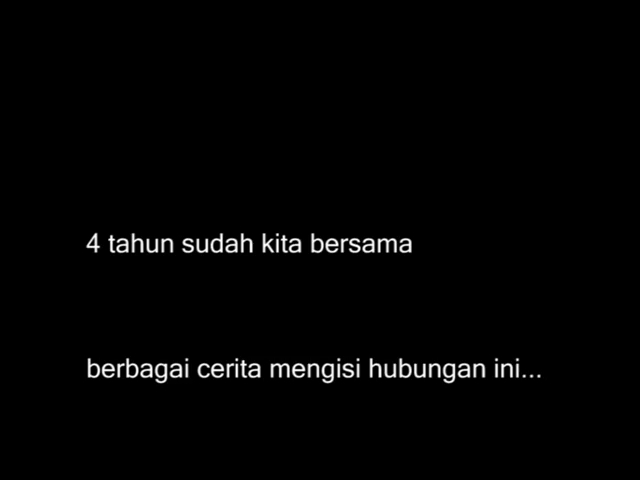 4 tahun sudah kita bersama
berbagai cerita mengisi hubungan ini...